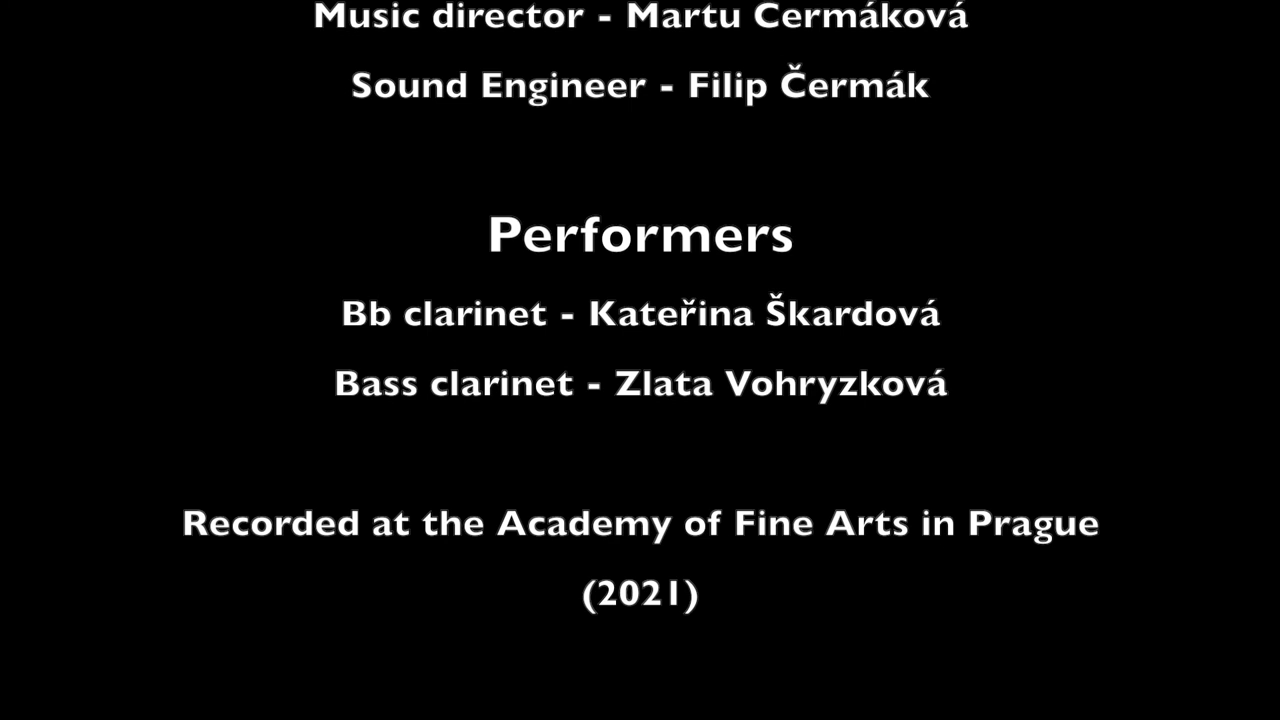 Music director - Martu Čermáková
Sound Engineer - Filip Čermák
Performers
Bb clarinet - Kateřina Škardová
Bass clarinet - Zlata Vohryzková
Recorded at the Academy of Fine Arts in Prague
(2021)